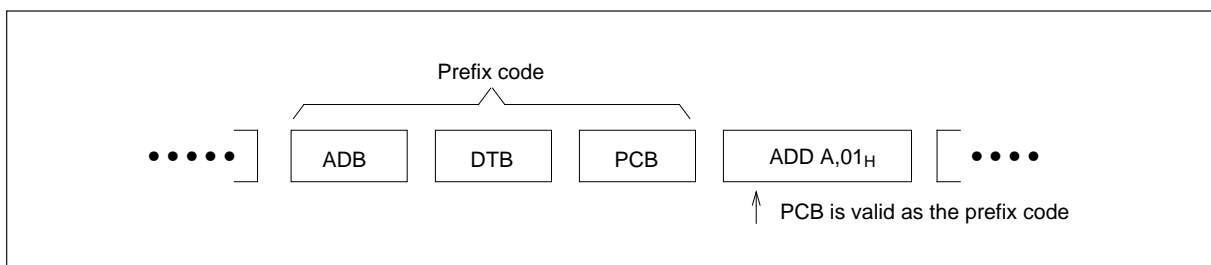 Prefix code
••••• ADB DTB PCB ADD A,01H ••••
PCB is valid as the prefix code